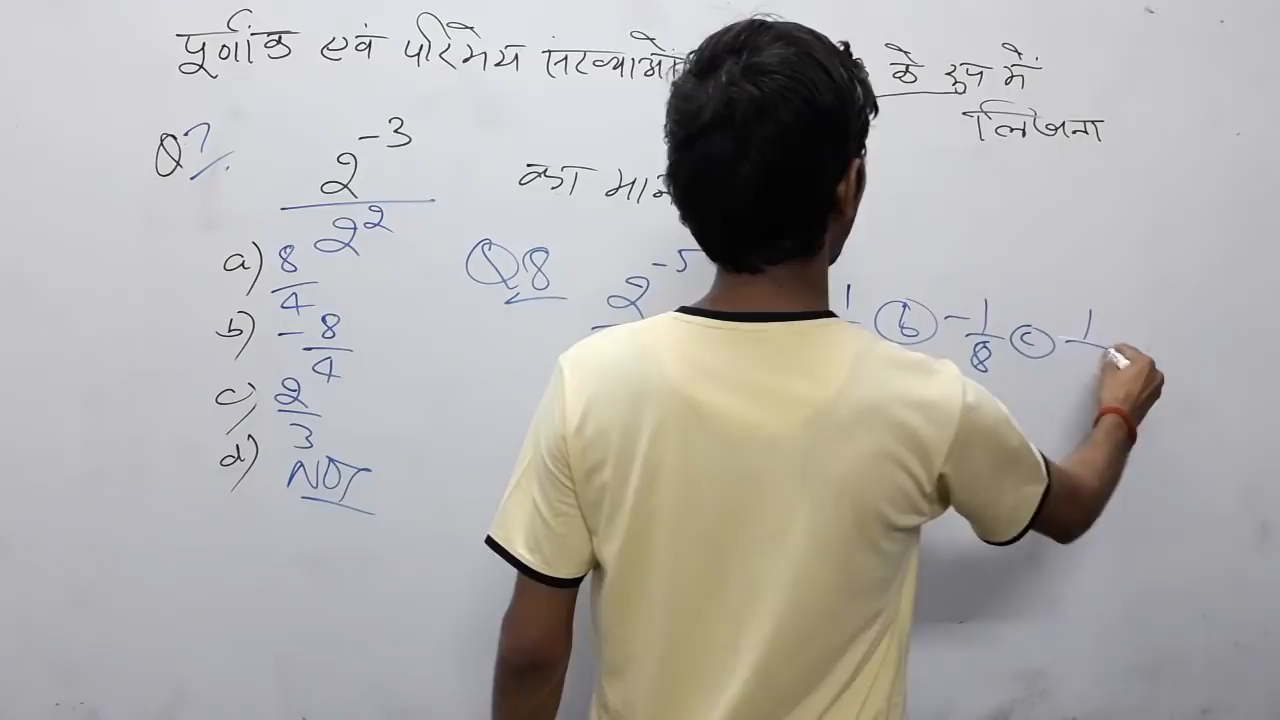 पूर्णांक एवं परिमेय संख्याओं के रूप में
लिखना
Q7. 2^-3 / 2^2 का मान
a) 8/4
b) -8/4
c) 2/3
d) NOT
Q8 2^-5 (b) -1/8 (c) -1